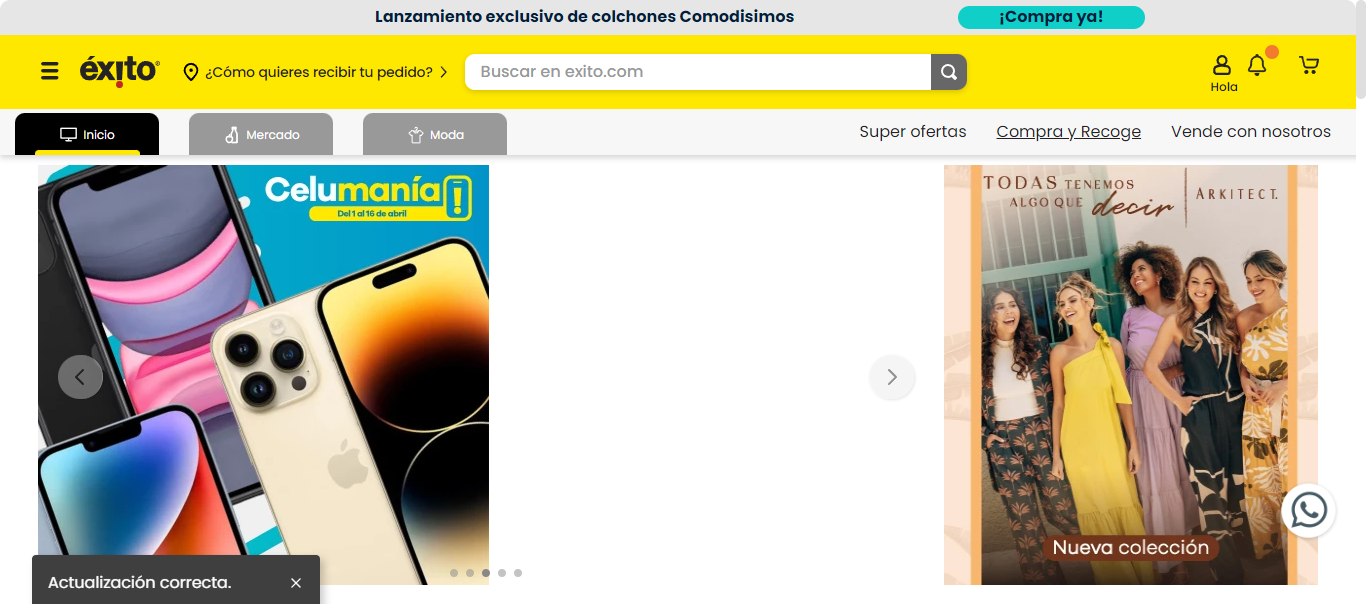 Lanzamiento exclusivo de colchones Comodisimos
¡Compra ya!
éxito
¿Cómo quieres recibir tu pedido?
Buscar en exito.com
Hola
Inicio
Mercado
Moda
Super ofertas
Compra y Recoge
Vende con nosotros
Celumanía
Del 1 al 16 de abril
TODAS TENEMOS
ALGO QUE decir
ARKITECT.
Nueva colección
Actualización correcta.